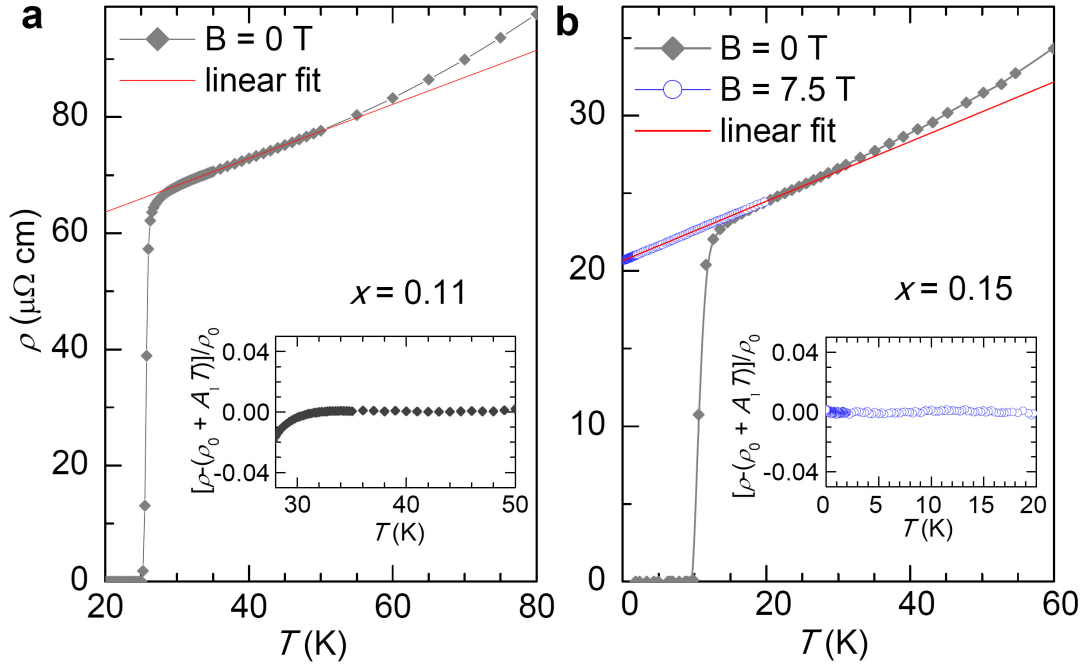 a
B = 0 T
linear fit
80
60
40
20
0
ρ (μΩ cm)
x = 0.11
[ρ-(ρ₀ + A₁ T)]/ρ₀
0.04
0.00
-0.04
30 40 50
T (K)
20 40 60 80
T (K)
b
B = 0 T
B = 7.5 T
linear fit
30
20
10
0
x = 0.15
[ρ-(ρ₀ + A₁ T)]/ρ₀
0.04
0.00
-0.04
0 5 10 15 20
T (K)
0 20 40 60
T (K)